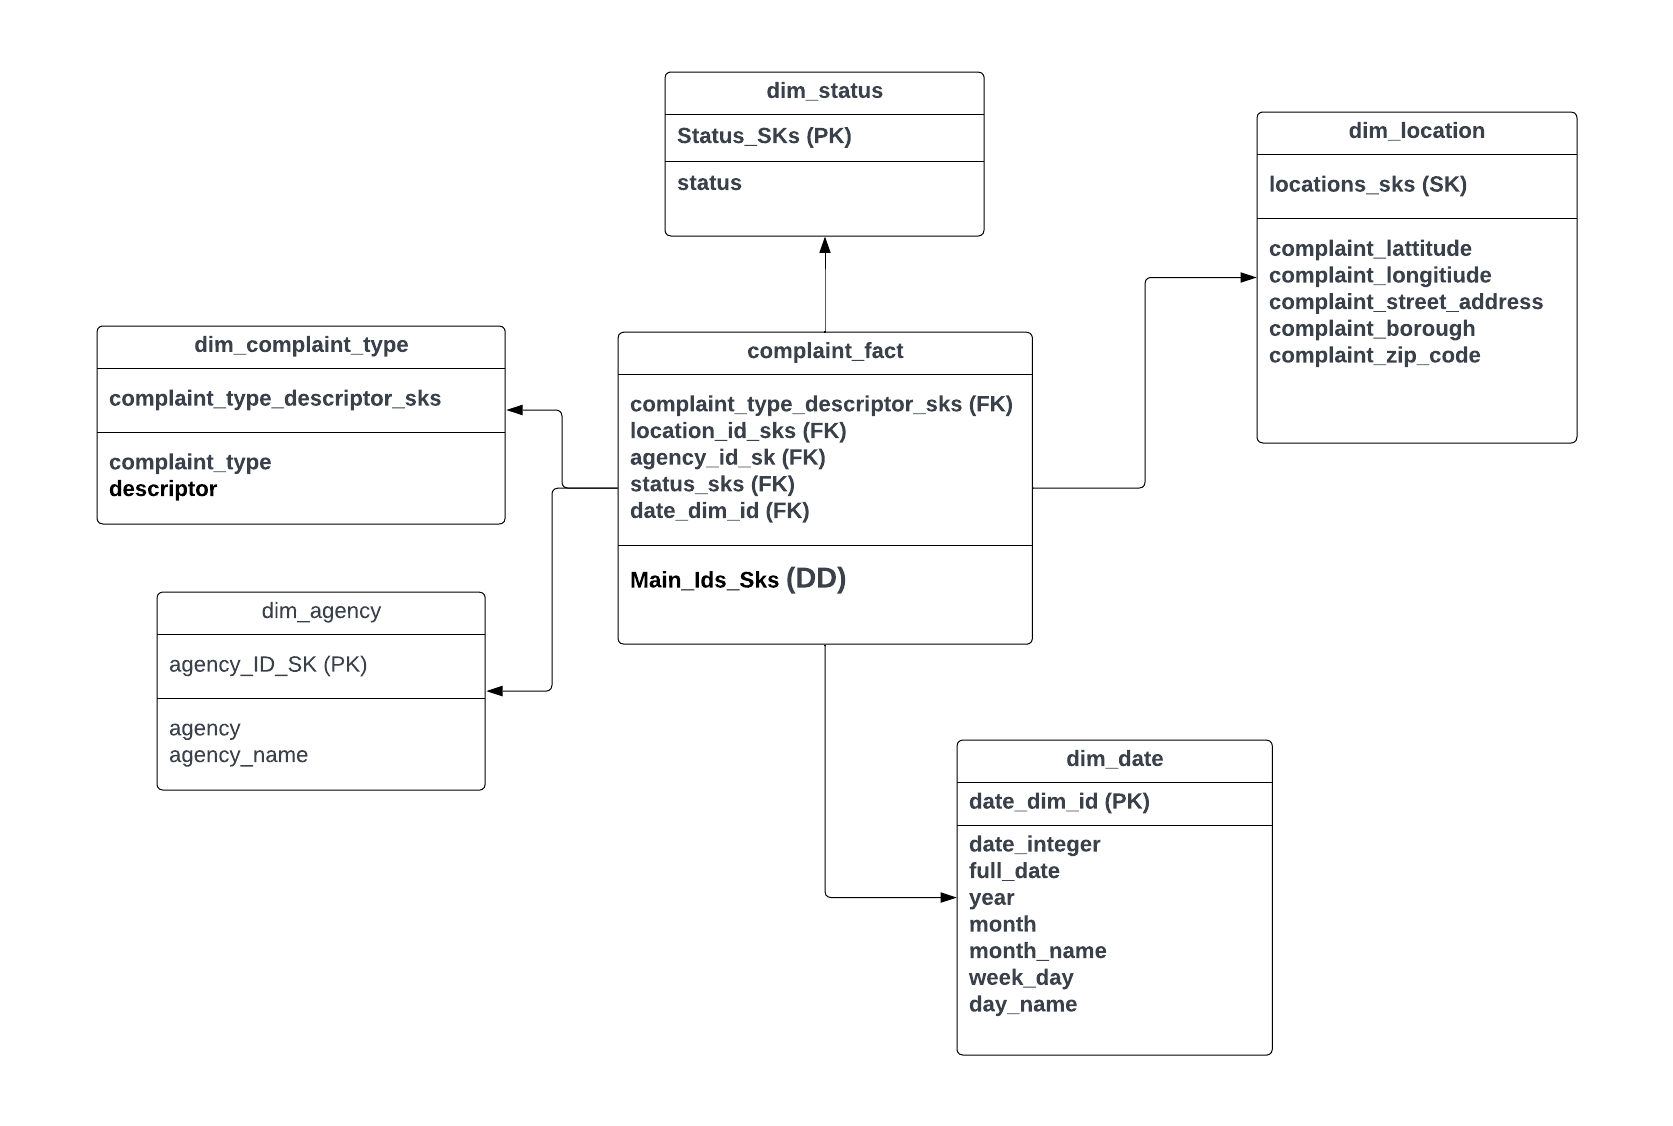 dim_status
Status_SKs (PK)
status
dim_location
locations_sks (SK)
complaint_lattitude
complaint_longitiude
complaint_street_address
complaint_borough
complaint_zip_code
dim_complaint_type
complaint_type_descriptor_sks
complaint_type
descriptor
complaint_fact
complaint_type_descriptor_sks (FK)
location_id_sks (FK)
agency_id_sk (FK)
status_sks (FK)
date_dim_id (FK)
Main_Ids_Sks (DD)
dim_agency
agency_ID_SK (PK)
agency
agency_name
dim_date
date_dim_id (PK)
date_integer
full_date
year
month
month_name
week_day
day_name